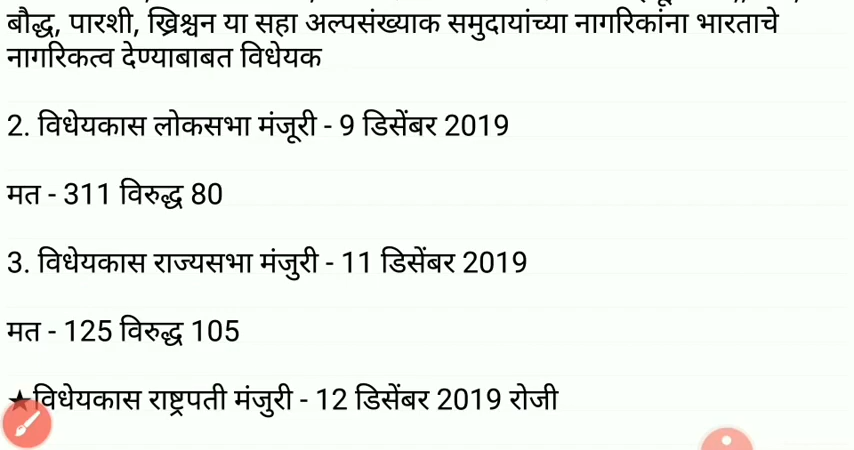 बौद्ध, पारशी, ख्रिश्चन या सहा अल्पसंख्याक समुदायांच्या नागरिकांना भारताचे
नागरिकत्व देण्याबाबत विधेयक
2. विधेयकास लोकसभा मंजूरी - 9 डिसेंबर 2019
मत - 311 विरुद्ध 80
3. विधेयकास राज्यसभा मंजुरी - 11 डिसेंबर 2019
मत - 125 विरुद्ध 105
★विधेयकास राष्ट्रपती मंजुरी - 12 डिसेंबर 2019 रोजी